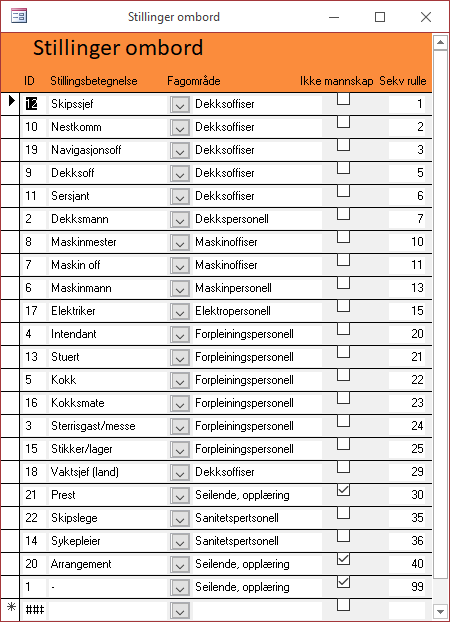 Stillinger ombord
Stillinger ombord
ID Stillingsbetegnelse Fagområde Ikke mannskap Sekv rulle
12 Skipssjef Dekksoffiser 1
10 Nestkomm Dekksoffiser 2
19 Navigasjonsoff Dekksoffiser 3
9 Dekksoff Dekksoffiser 5
11 Sersjant Dekksoffiser 6
2 Dekksmann Dekkspersonell 7
8 Maskinmester Maskinoffiser 10
7 Maskin off Maskinoffiser 11
6 Maskinmann Maskinpersonell 13
17 Elektriker Elektropersonell 15
4 Intendant Forpleiningspersonell 20
13 Stuert Forpleiningspersonell 21
5 Kokk Forpleiningspersonell 22
16 Kokksmate Forpleiningspersonell 23
3 Sterrisgast/messe Forpleiningspersonell 24
15 Stikker/lager Forpleiningspersonell 25
18 Vaktsjef (land) Dekksoffiser 29
21 Prest Seilende, opplæring 30
22 Skipslege Sanitetspertsonell 35
14 Sykepleier Sanitetspertsonell 36
20 Arrangement Seilende, opplæring 40
1 - Seilende, opplæring 99
* ###